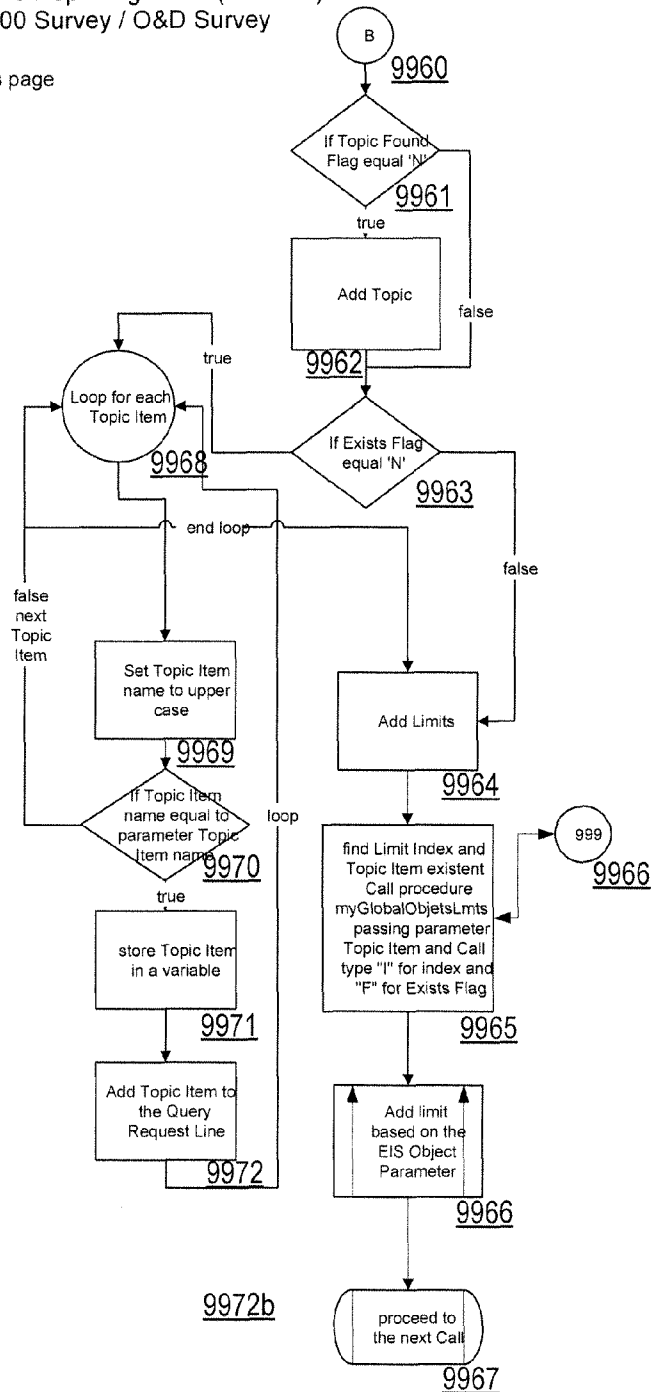 00 Survey / O&D Survey
s page
B
9960
If Topic Found
Flag equal 'N'
9961
true
Add Topic
false
9962
true
If Exists Flag
equal 'N'
9963
Loop for each
Topic Item
9968
end loop
false
false
next
Topic
Item
Set Topic Item
name to upper
case
9969
Add Limits
9964
If Topic Item
name equal to
parameter Topic
Item name
9970
loop
true
find Limit Index and
Topic Item existent
Call procedure
myGlobalObjetsLmts
passing parameter
Topic Item and Call
type "I" for index and
"F" for Exists Flag
9965
999
9966
store Topic Item
in a variable
9971
Add Topic Item to
the Query
Request Line
9972
Add limit
based on the
EIS Object
Parameter
9966
9972b
proceed to
the next Call
9967